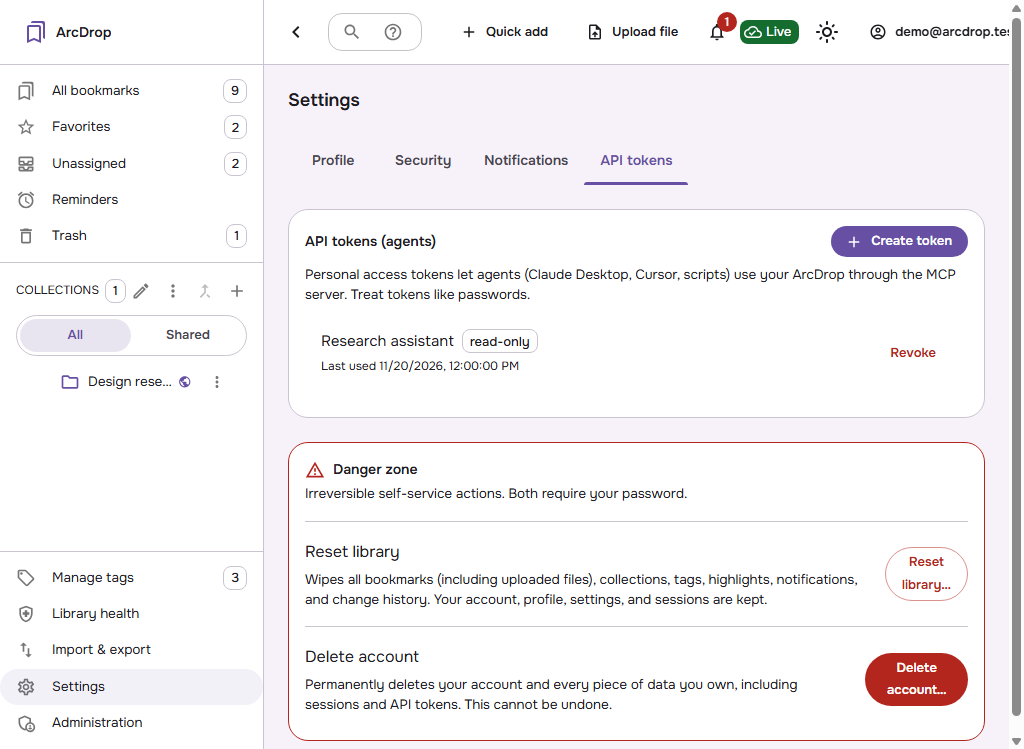 ArcDrop
Quick add
Upload file
1
Live
demo@arcdrop.tes
All bookmarks 9
Favorites 2
Unassigned 2
Reminders
Trash 1
COLLECTIONS 1
All
Shared
Design rese...
Manage tags 3
Library health
Import & export
Settings
Administration
Settings
Profile
Security
Notifications
API tokens
API tokens (agents)
Create token
Personal access tokens let agents (Claude Desktop, Cursor, scripts) use your ArcDrop through the MCP
server. Treat tokens like passwords.
Research assistant read-only
Last used 11/20/2026, 12:00:00 PM
Revoke
Danger zone
Irreversible self-service actions. Both require your password.
Reset library
Wipes all bookmarks (including uploaded files), collections, tags, highlights, notifications,
and change history. Your account, profile, settings, and sessions are kept.
Reset
library...
Delete account
Permanently deletes your account and every piece of data you own, including
sessions and API tokens. This cannot be undone.
Delete
account...